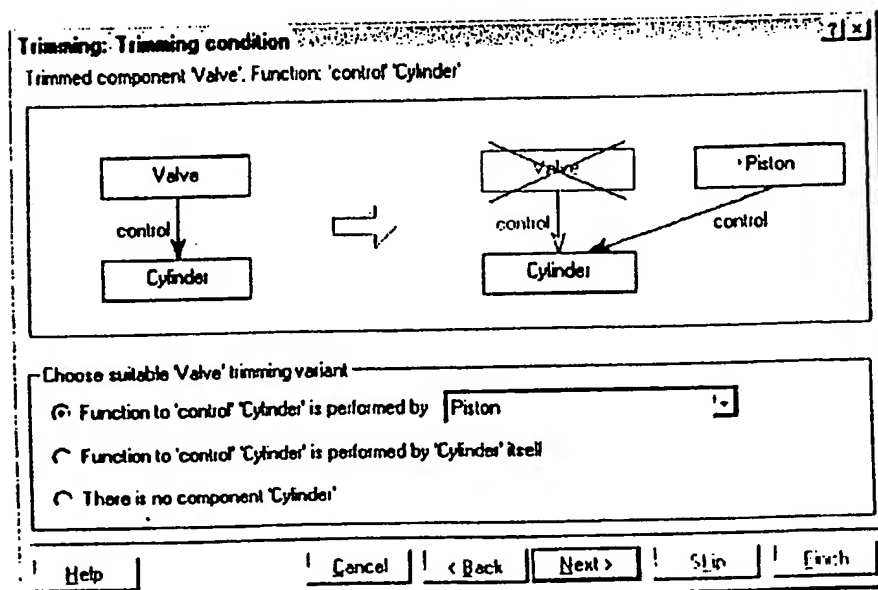 Trimming: Trimming condition
? ×
Trimmed component 'Valve'. Function: 'control' 'Cylinder'
Valve
control
Cylinder
Valve
control
Cylinder
Piston
control
Choose suitable 'Valve' trimming variant
Function to 'control' 'Cylinder' is performed by Piston
Function to 'control' 'Cylinder' is performed by 'Cylinder' itself
There is no component 'Cylinder'
Help Cancel < Back Next > Skip Finish